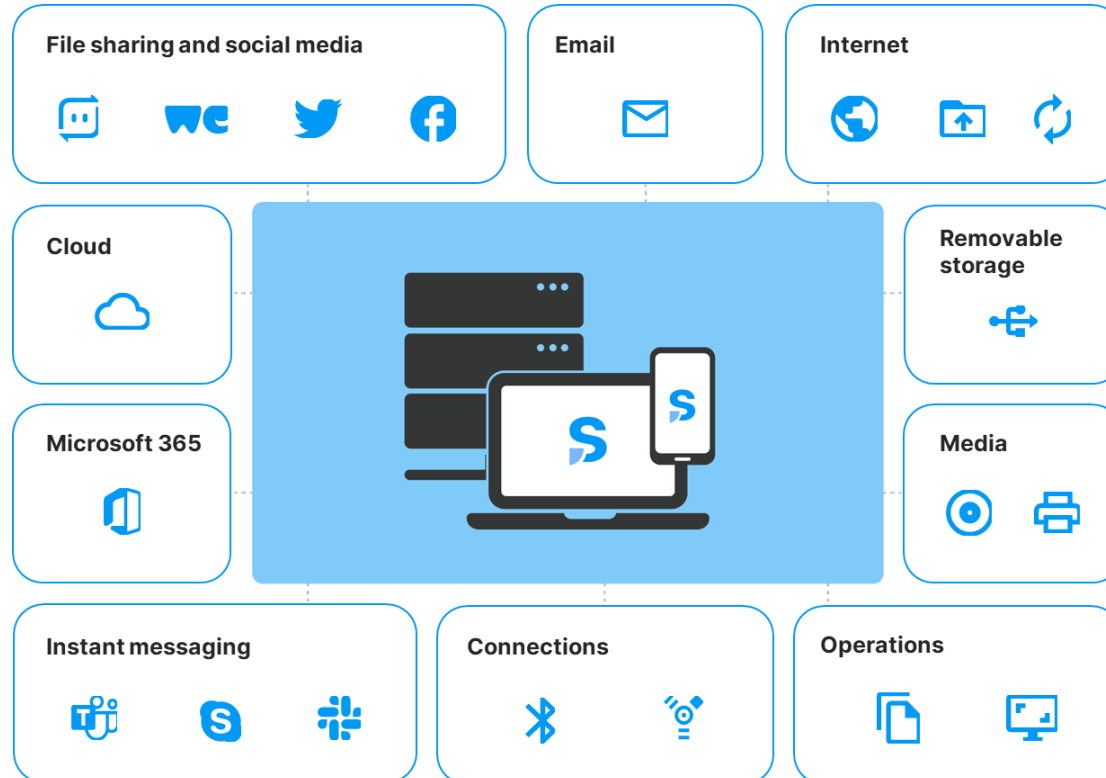 File sharing and social media
Email
Internet
Cloud
Removable
storage
Microsoft 365
Media
Instant messaging
Connections
Operations